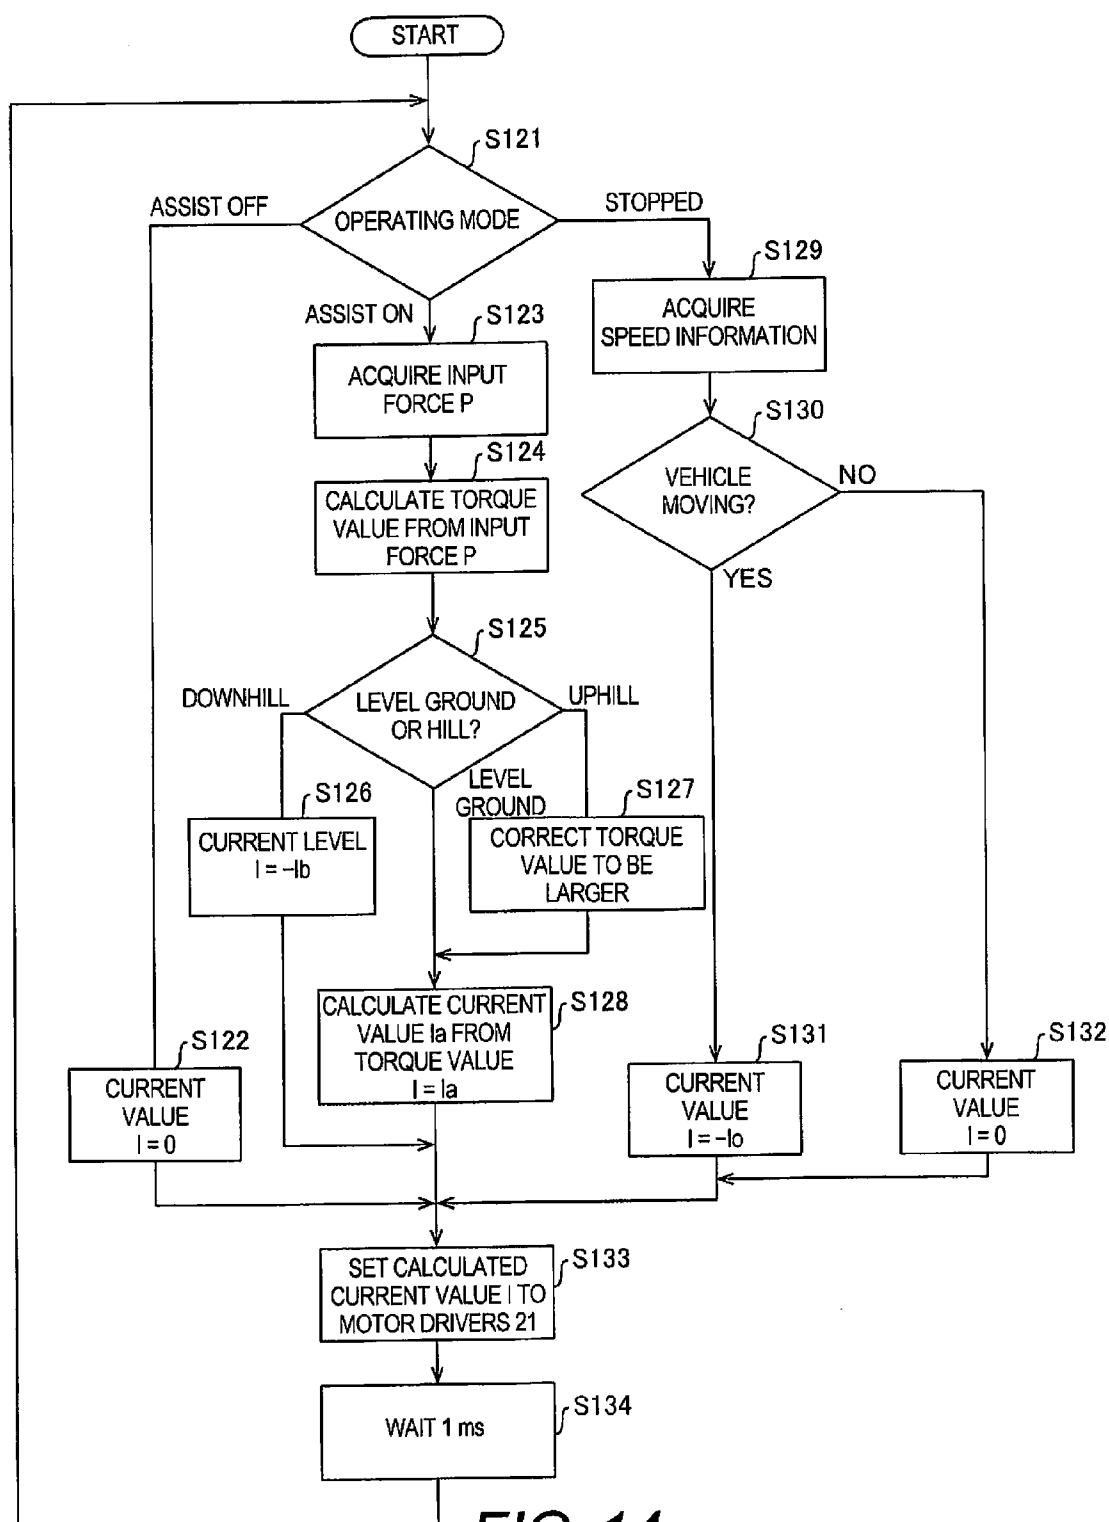 START
S121
OPERATING MODE
ASSIST OFF
STOPPED
ASSIST ON
S129
ACQUIRE
SPEED INFORMATION
S123
ACQUIRE INPUT
FORCE P
S130
VEHICLE
MOVING?
NO
YES
S124
CALCULATE TORQUE
VALUE FROM INPUT
FORCE P
S125
LEVEL GROUND
OR HILL?
DOWNHILL
UPHILL
LEVEL
GROUND
S126
CURRENT LEVEL
I = –Ib
S127
CORRECT TORQUE
VALUE TO BE
LARGER
S128
CALCULATE CURRENT
VALUE Ia FROM
TORQUE VALUE
I = Ia
S122
CURRENT
VALUE
I = 0
S131
CURRENT
VALUE
I = –Io
S132
CURRENT
VALUE
I = 0
S133
SET CALCULATED
CURRENT VALUE I TO
MOTOR DRIVERS 21
S134
WAIT 1 ms
FIG. 14